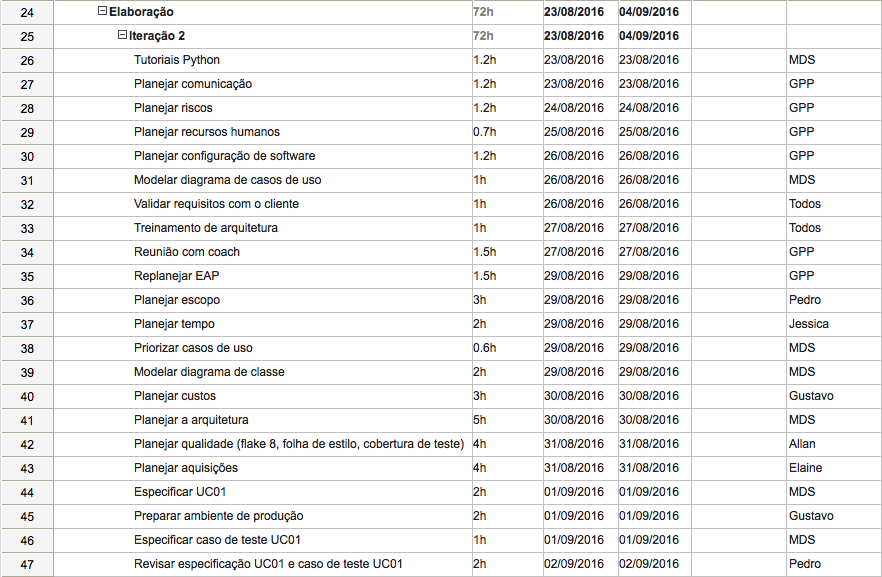 24 Elaboração 72h 23/08/2016 04/09/2016
25 Iteração 2 72h 23/08/2016 04/09/2016
26 Tutoriais Python 1.2h 23/08/2016 23/08/2016 MDS
27 Planejar comunicação 1.2h 23/08/2016 23/08/2016 GPP
28 Planejar riscos 1.2h 24/08/2016 24/08/2016 GPP
29 Planejar recursos humanos 0.7h 25/08/2016 25/08/2016 GPP
30 Planejar configuração de software 1.2h 26/08/2016 26/08/2016 GPP
31 Modelar diagrama de casos de uso 1h 26/08/2016 26/08/2016 MDS
32 Validar requisitos com o cliente 1h 26/08/2016 26/08/2016 Todos
33 Treinamento de arquitetura 1h 27/08/2016 27/08/2016 Todos
34 Reunião com coach 1.5h 27/08/2016 27/08/2016 GPP
35 Replanejar EAP 1.5h 29/08/2016 29/08/2016 GPP
36 Planejar escopo 3h 29/08/2016 29/08/2016 Pedro
37 Planejar tempo 2h 29/08/2016 29/08/2016 Jessica
38 Priorizar casos de uso 0.6h 29/08/2016 29/08/2016 MDS
39 Modelar diagrama de classe 2h 29/08/2016 29/08/2016 MDS
40 Planejar custos 3h 30/08/2016 30/08/2016 Gustavo
41 Planejar a arquitetura 5h 30/08/2016 30/08/2016 MDS
42 Planejar qualidade (flake 8, folha de estilo, cobertura de teste) 4h 31/08/2016 31/08/2016 Allan
43 Planejar aquisições 4h 31/08/2016 31/08/2016 Elaine
44 Especificar UC01 2h 01/09/2016 01/09/2016 MDS
45 Preparar ambiente de produção 2h 01/09/2016 01/09/2016 Gustavo
46 Especificar caso de teste UC01 1h 01/09/2016 01/09/2016 MDS
47 Revisar especificação UC01 e caso de teste UC01 2h 02/09/2016 02/09/2016 Pedro